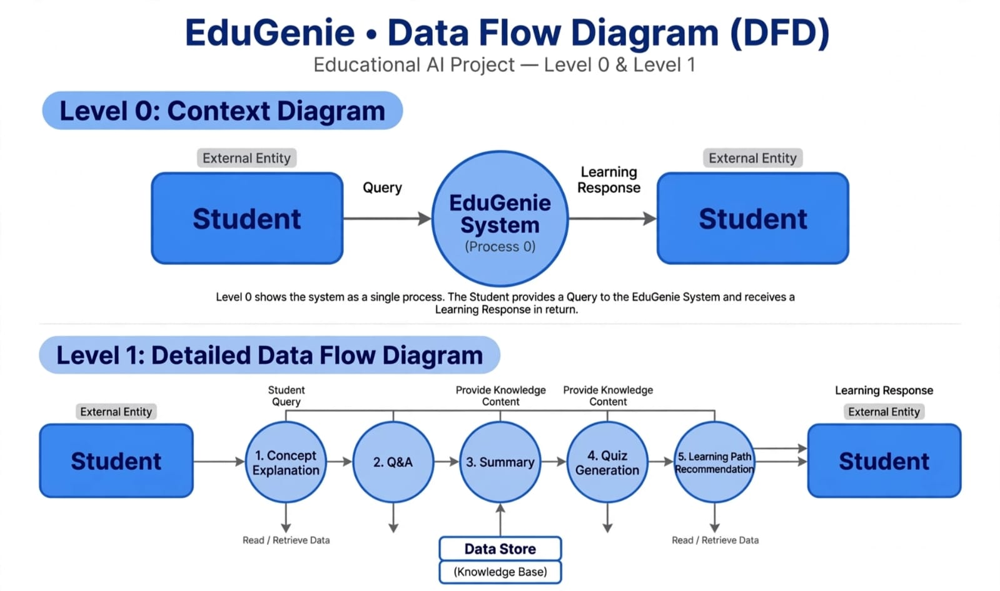 EduGenie • Data Flow Diagram (DFD)
Educational AI Project — Level 0 & Level 1
Level 0: Context Diagram
External Entity
Student
Query
EduGenie
System
(Process 0)
Learning
Response
External Entity
Student
Level 0 shows the system as a single process. The Student provides a Query to the EduGenie System and receives a
Learning Response in return.
Level 1: Detailed Data Flow Diagram
External Entity
Student
Student
Query
1. Concept
Explanation
Read / Retrieve Data
2. Q&A
Provide Knowledge
Content
3. Summary
Data Store
(Knowledge Base)
Provide Knowledge
Content
4. Quiz
Generation
5. Learning Path
Recommendation
Read / Retrieve Data
Learning Response
External Entity
Student